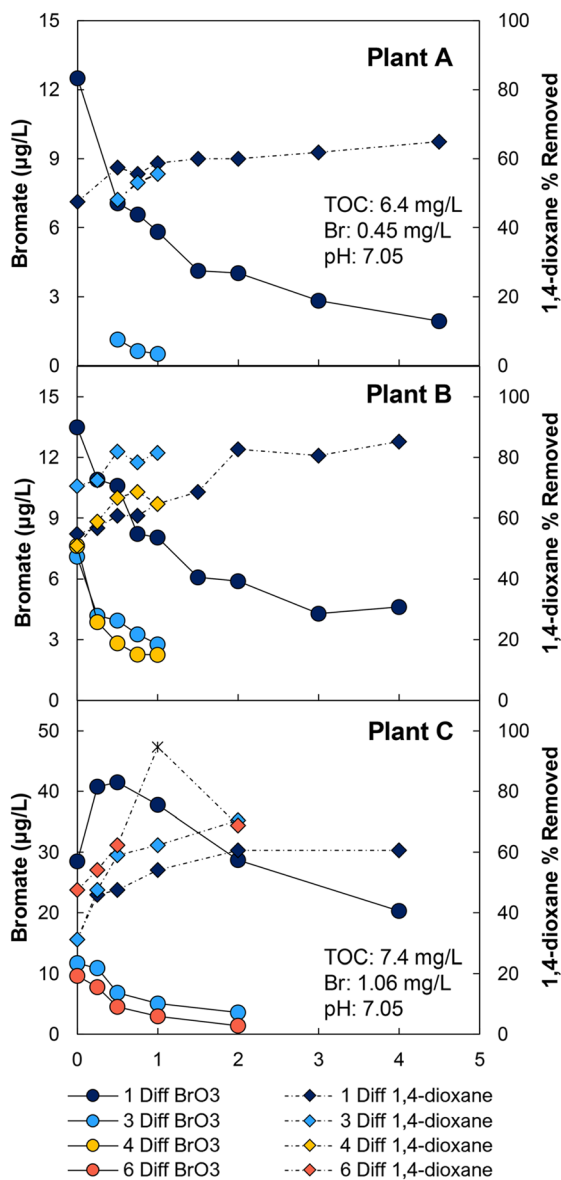 Plant A
Bromate (µg/L)
15
12
9
6
3
0
100
80
60
40
20
0
1,4-dioxane % Removed
TOC: 6.4 mg/L
Br: 0.45 mg/L
pH: 7.05
Plant B
Bromate (µg/L)
15
12
9
6
3
0
100
80
60
40
20
0
1,4-dioxane % Removed
Plant C
Bromate (µg/L)
50
40
30
20
10
0
100
80
60
40
20
0
1,4-dioxane % Removed
TOC: 7.4 mg/L
Br: 1.06 mg/L
pH: 7.05
0 1 2 3 4 5
1 Diff BrO3 1 Diff 1,4-dioxane
3 Diff BrO3 3 Diff 1,4-dioxane
4 Diff BrO3 4 Diff 1,4-dioxane
6 Diff BrO3 6 Diff 1,4-dioxane